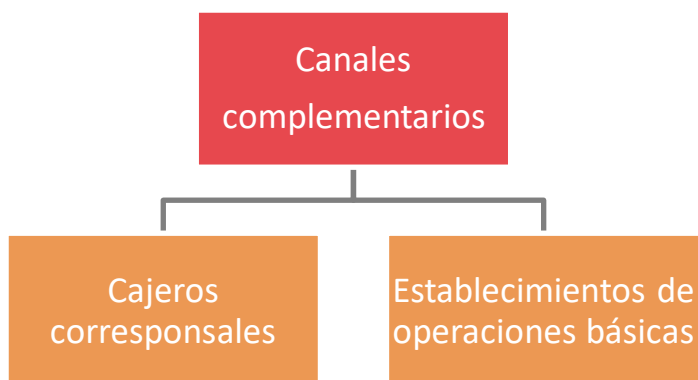 Canales
complementarios
Cajeros
corresponsales
Establecimientos de
operaciones básicas